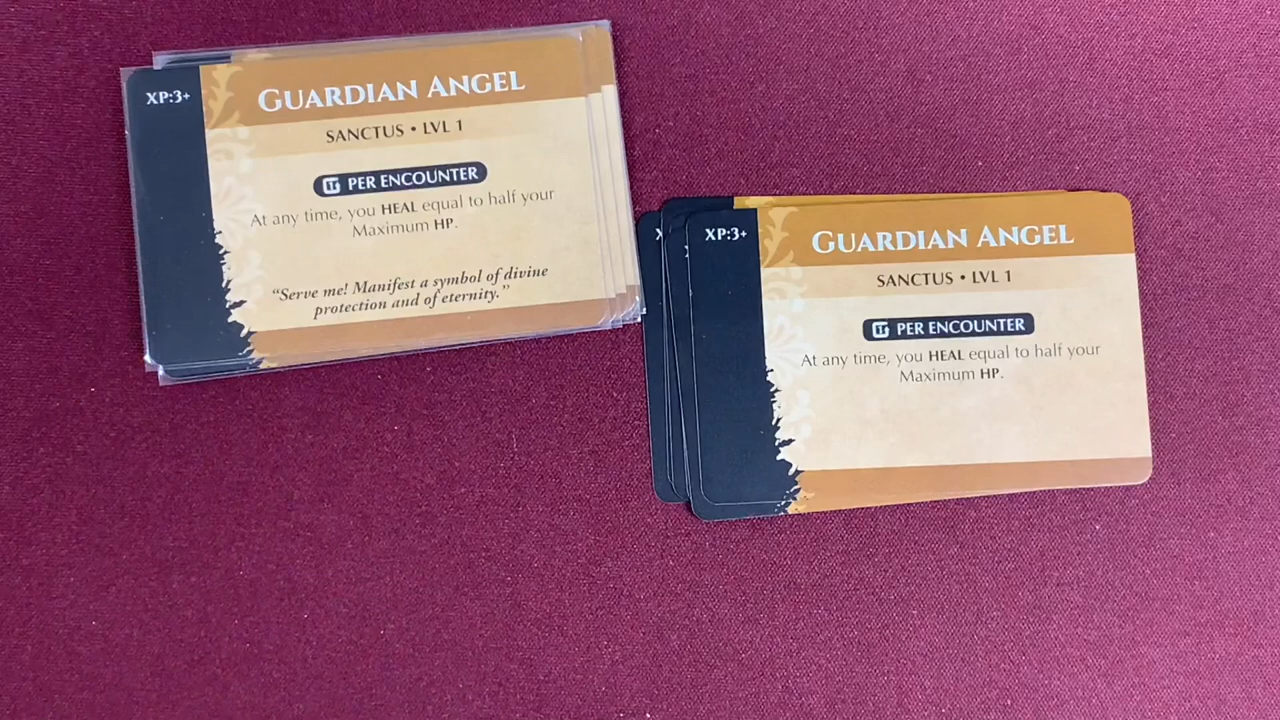 XP:3+
GUARDIAN ANGEL
SANCTUS • LVL 1
PER ENCOUNTER
At any time, you HEAL equal to half your
Maximum HP.
“Serve me! Manifest a symbol of divine
protection and of eternity.”
X
XP:3+
GUARDIAN ANGEL
SANCTUS • LVL 1
PER ENCOUNTER
At any time, you HEAL equal to half your
Maximum HP.